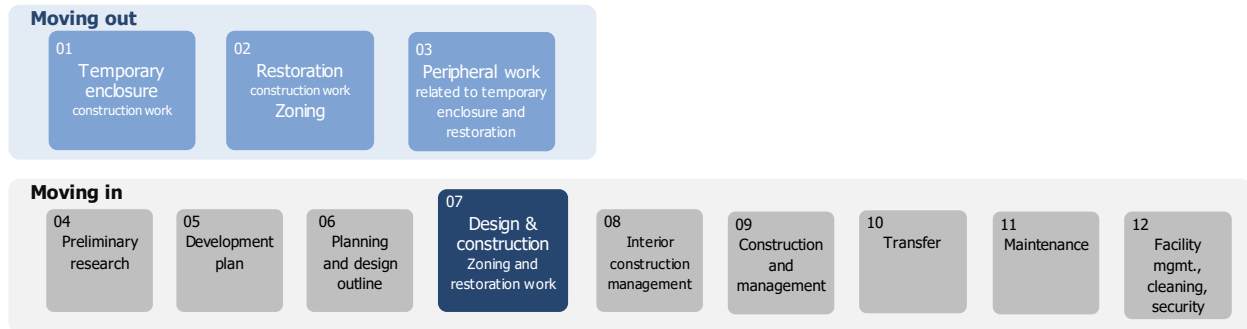 Moving out
01
Temporary
enclosure
construction work
02
Restoration
construction work
Zoning
03
Peripheral work
related to temporary
enclosure and
restoration
Moving in
04
Preliminary
research
05
Development
plan
06
Planning
and design
outline
07
Design &
construction
Zoning and
restoration work
08
Interior
construction
management
09
Construction
and
management
10
Transfer
11
Maintenance
12
Facility
mgmt.,
cleaning,
security